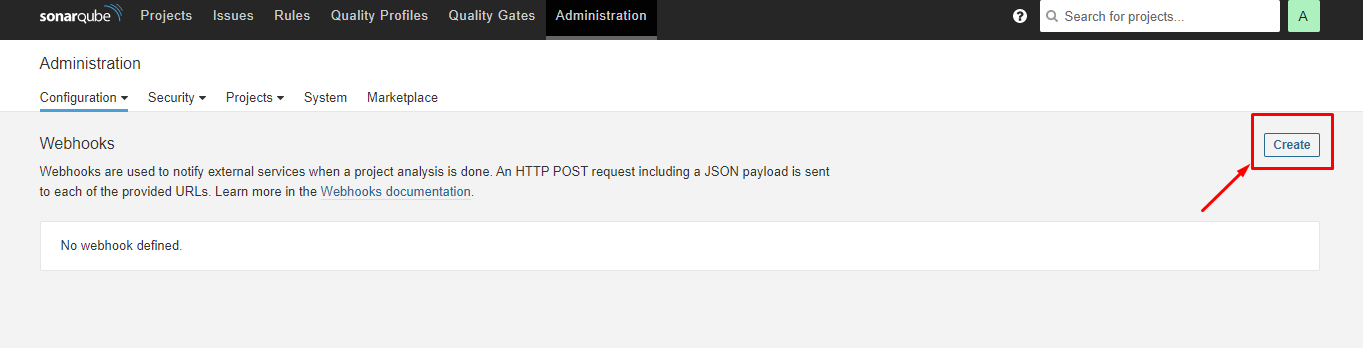 sonarqube Projects Issues Rules Quality Profiles Quality Gates Administration ? Search for projects... A
Administration
Configuration Security Projects System Marketplace
Webhooks
Create
Webhooks are used to notify external services when a project analysis is done. An HTTP POST request including a JSON payload is sent
to each of the provided URLs. Learn more in the Webhooks documentation.
No webhook defined.